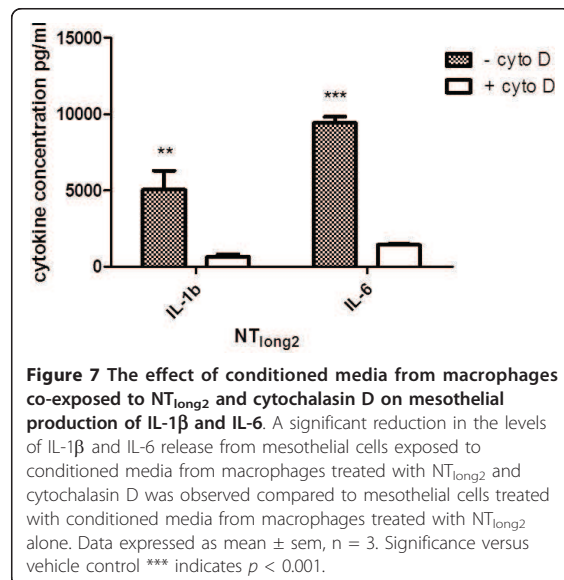 15000
10000
5000
0
cytokine concentration pg/ml
**
***
- cyto D
+ cyto D
IL-1b
IL-6
NTlong2
Figure 7 The effect of conditioned media from macrophages
co-exposed to NTlong2 and cytochalasin D on mesothelial
production of IL-1β and IL-6. A significant reduction in the levels
of IL-1β and IL-6 release from mesothelial cells exposed to
conditioned media from macrophages treated with NTlong2 and
cytochalasin D was observed compared to mesothelial cells treated
with conditioned media from macrophages treated with NTlong2
alone. Data expressed as mean ± sem, n = 3. Significance versus
vehicle control *** indicates p < 0.001.